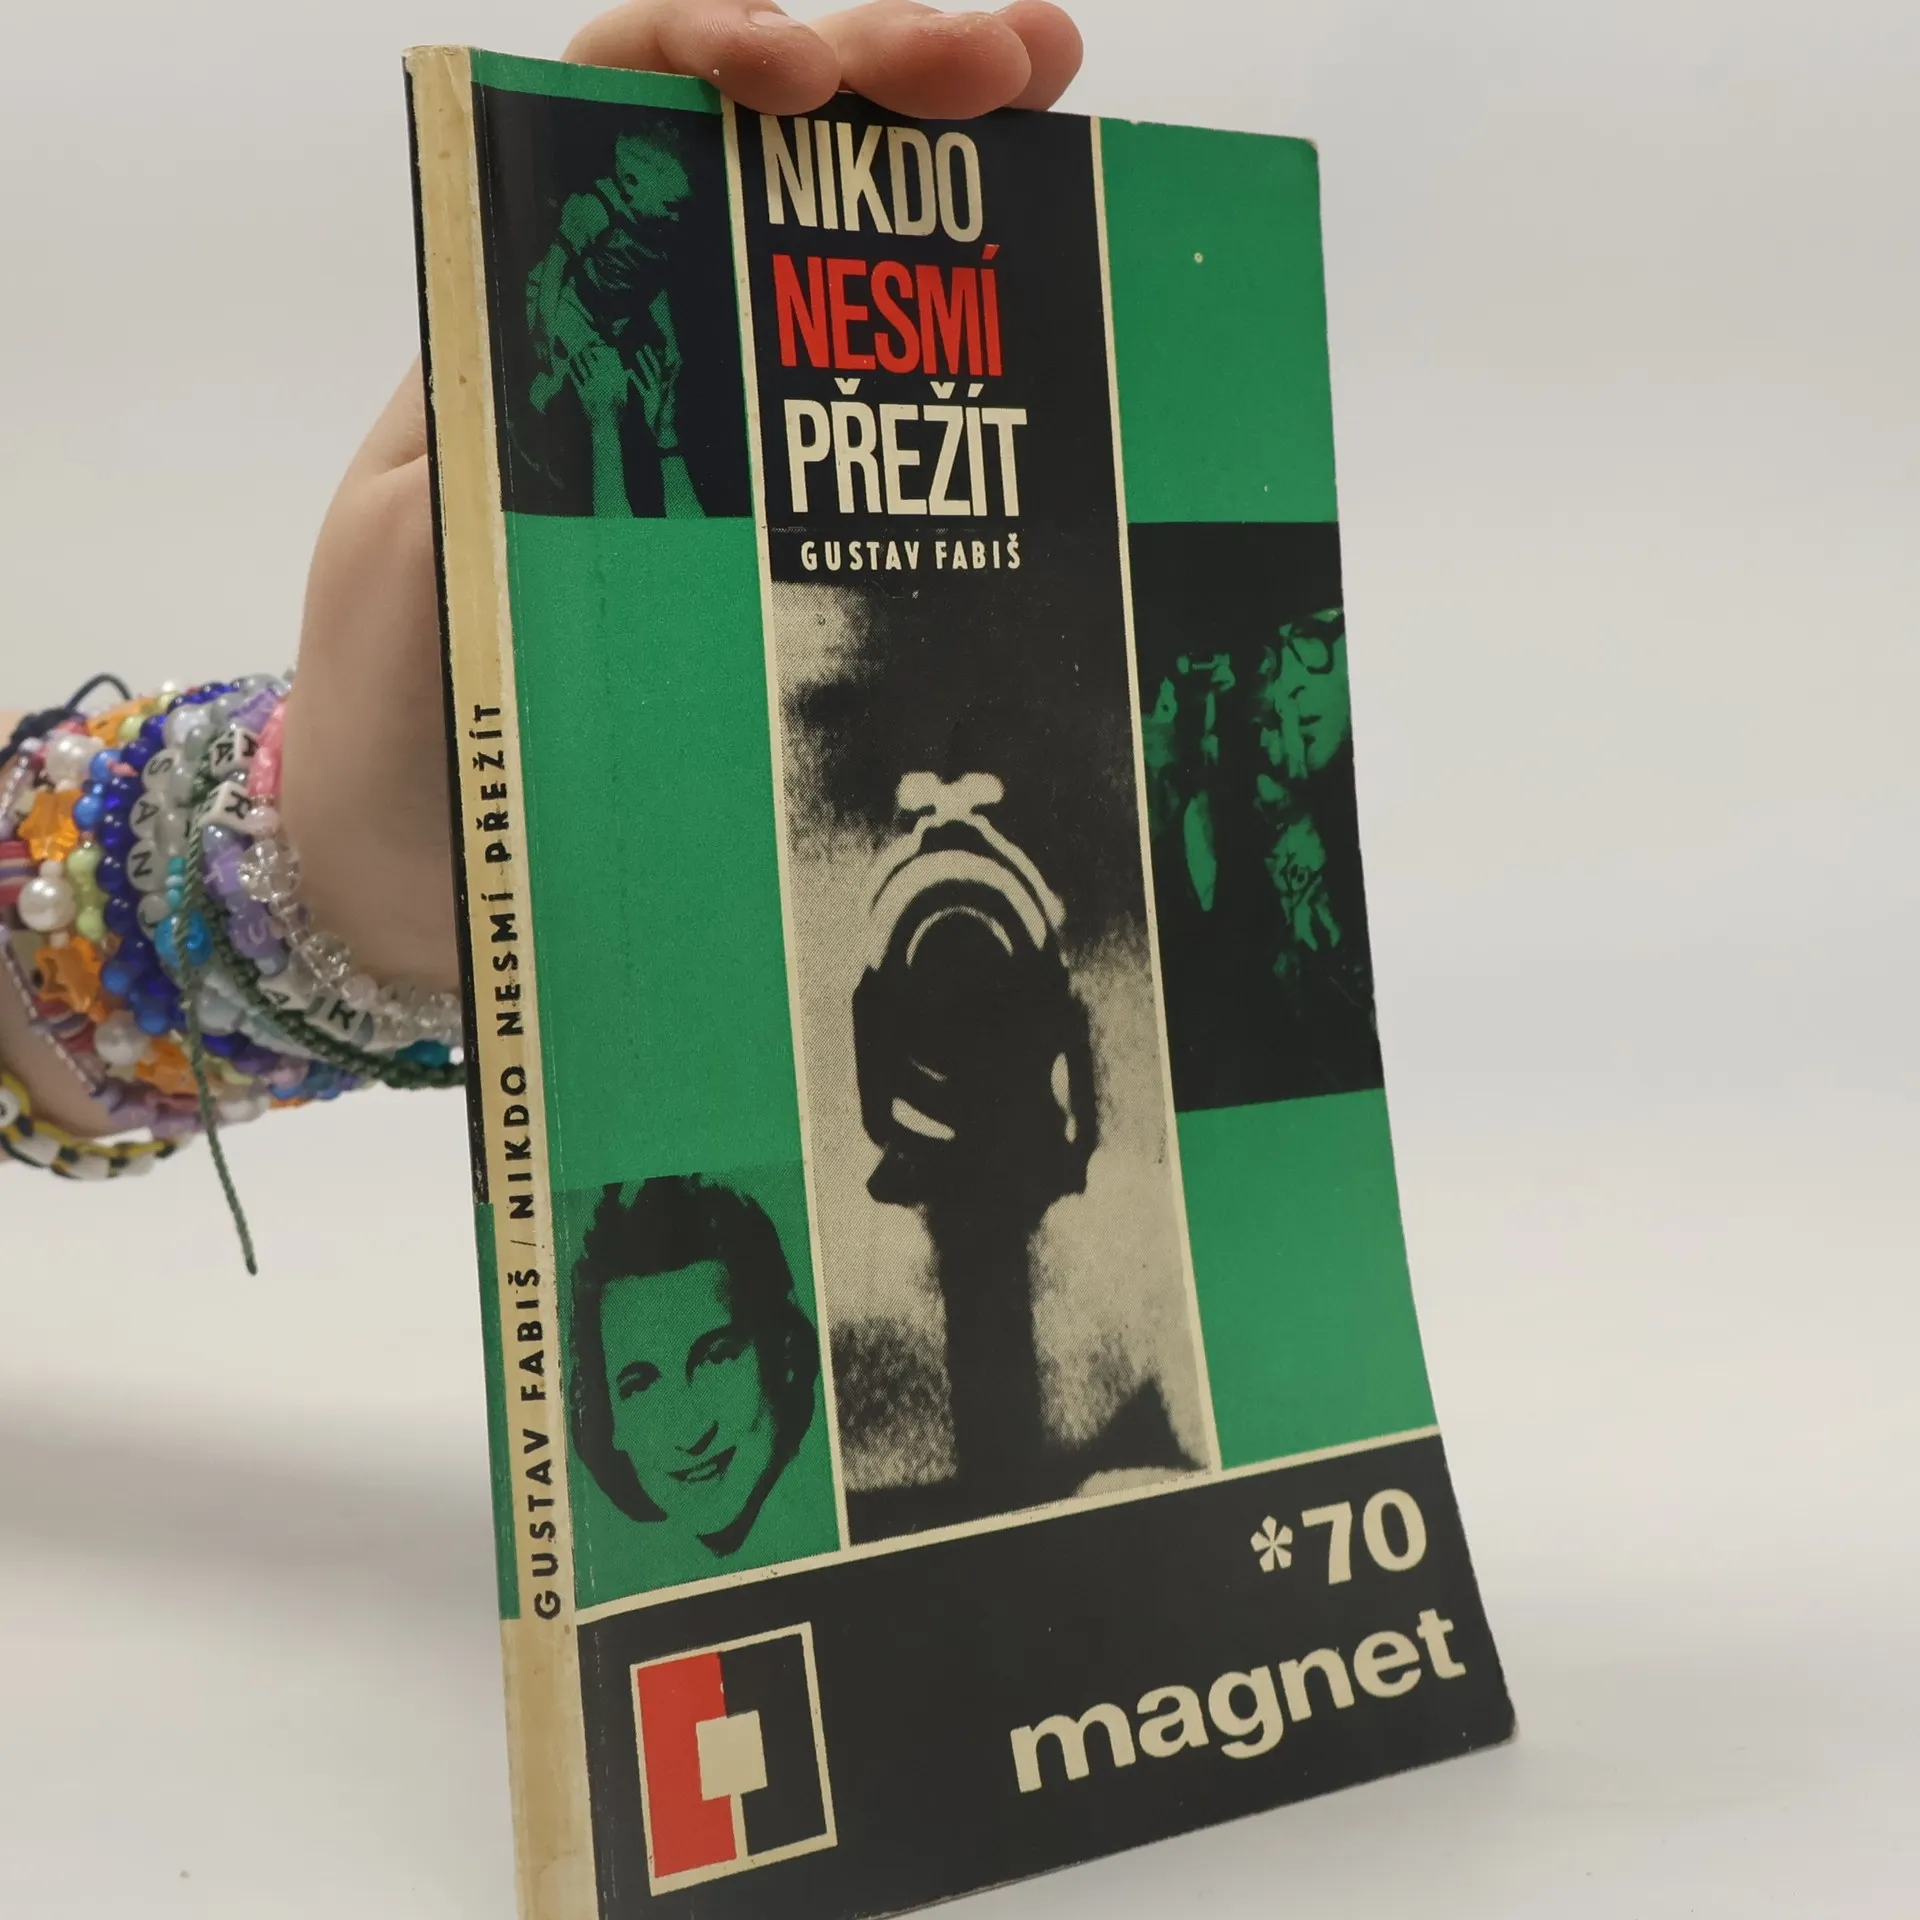 NIKDO
NESMÍ
PŘEŽÍT
GUSTAV FABIŠ
GUSTAV FABIŠ / NIKDO NESMÍ PŘEŽÍT
*70
magnet